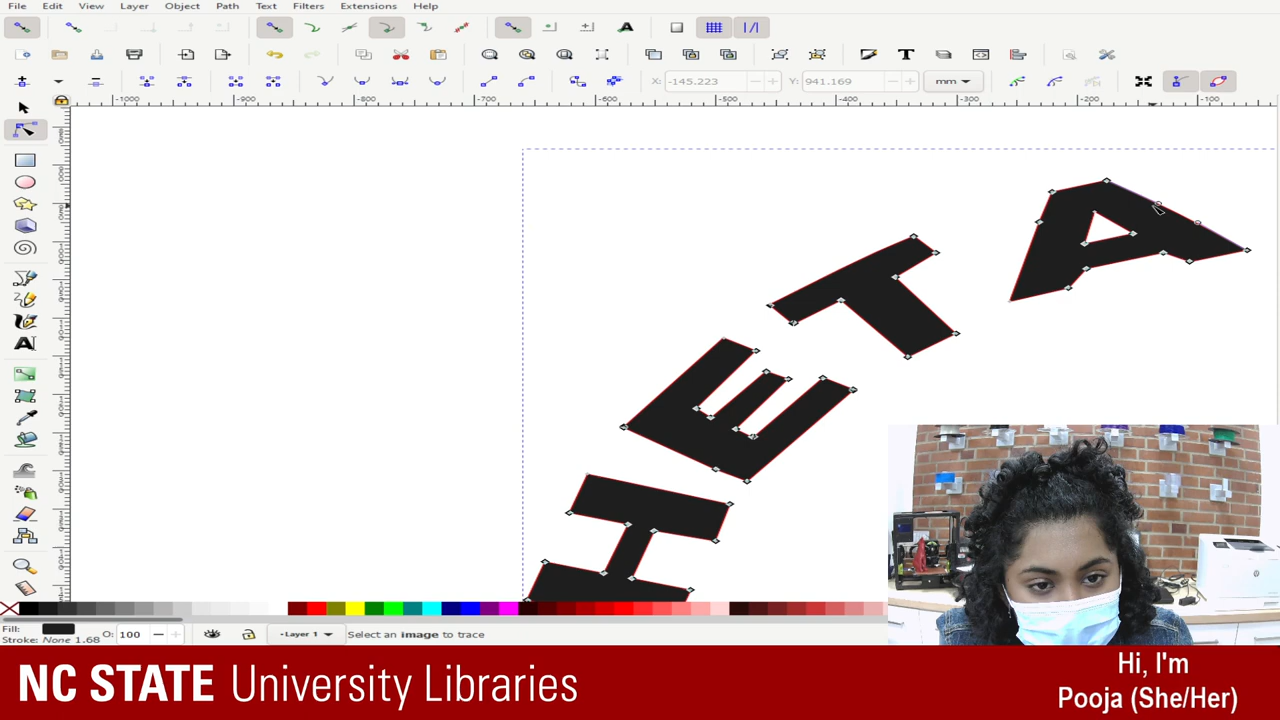 File Edit View Layer Object Path Text Filters Extensions Help
X: -145.223 Y: 941.169 mm
-1000 -900 -800 -700 -600 -500 -400 -300 -200 -100
A
T
E
H
Fill:
Stroke: None 1.68
O: 100
Layer 1
Select an image to trace
NC STATE University Libraries
Hi, I'm
Pooja (She/Her)